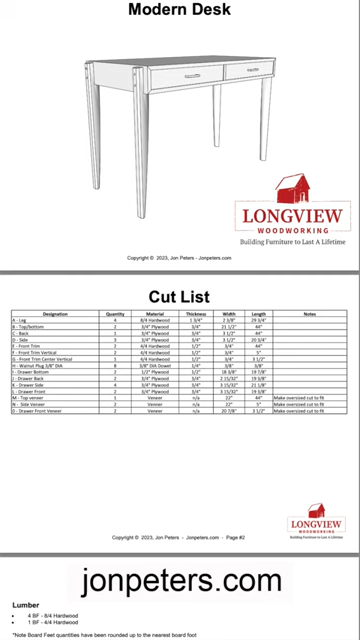 Modern Desk
LONGVIEW
WOODWORKING
Building Furniture to Last A Lifetime
Copyright © 2023, Jon Peters - Jonpeters.com
Cut List
Designation Quantity Material Thickness Width Length Notes
A - Leg 4 8/4 Hardwood 1 3/4" 2 3/8" 29 3/4"
B - Top/bottom 2 3/4" Plywood 3/4" 21 1/2" 44"
C - Back 1 3/4" Plywood 3/4" 3 1/2" 44"
D - Side 3 3/4" Plywood 3/4" 3 1/2" 20 3/4"
E - Front Trim 2 4/4 Hardwood 1/2" 3/4" 44"
F - Front Trim Vertical 2 4/4 Hardwood 1/2" 3/4" 5"
G - Front Trim Center Vertical 1 4/4 Hardwood 1/2" 3/4" 3 1/2"
H - Walnut Plug 3/8" DIA 8 3/8" DIA Dowel 1/4" 3/8" 3/8"
I - Drawer Bottom 2 1/2" Plywood 1/2" 18 3/8" 19 7/8"
J - Drawer Back 2 3/4" Plywood 3/4" 2 15/32" 19 3/8"
K - Drawer Side 4 3/4" Plywood 3/4" 3 15/32" 21 1/8"
L - Drawer Front 2 3/4" Plywood 3/4" 3 15/32" 19 3/8"
M - Top veneer 1 Veneer n/a 22" 44" Make oversized cut to fit
N - Side Veneer 2 Veneer n/a 22" 5" Make oversized cut to fit
O - Drawer Front Veneer 2 Veneer n/a 20 7/8" 3 1/2" Make oversized cut to fit
LONGVIEW
WOODWORKING
Building Furniture to Last A Lifetime
Copyright © 2023, Jon Peters - Jonpeters.com - Page #2
jonpeters.com
Lumber
• 4 BF - 8/4 Hardwood
• 1 BF - 4/4 Hardwood
*Note Board Feet quantities have been rounded up to the nearest board foot